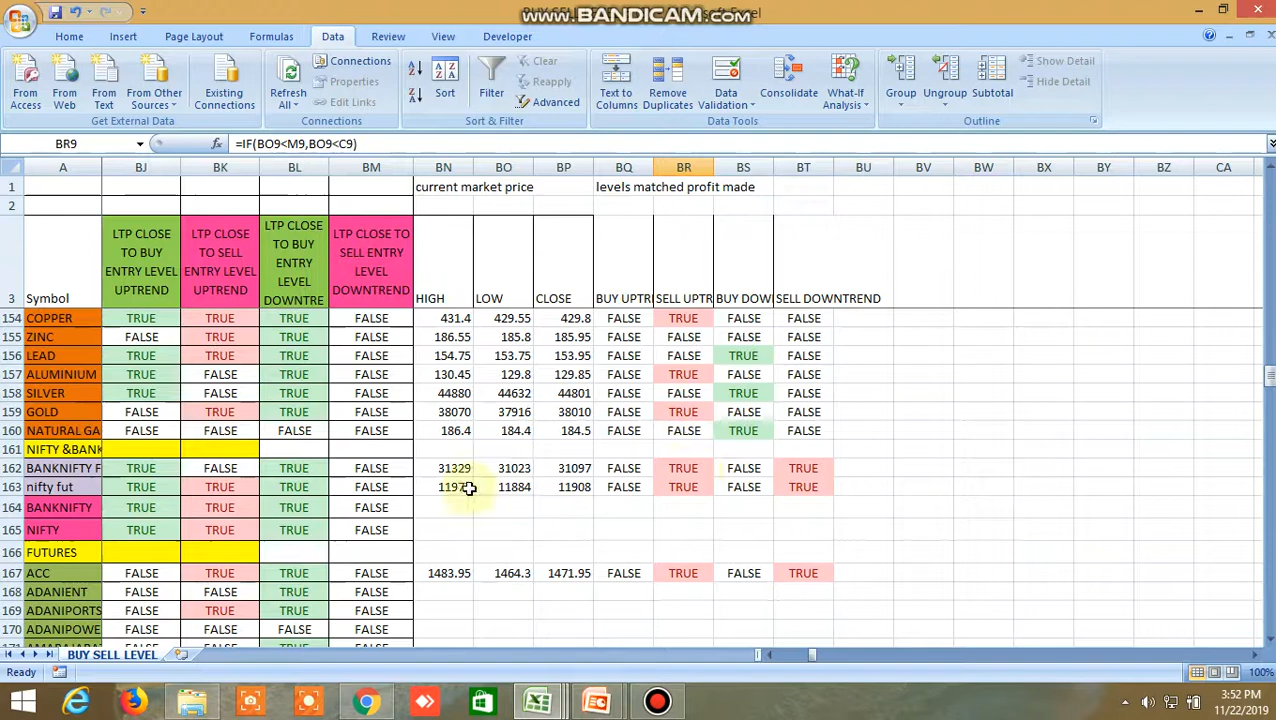 www.BANDICAM.com
Home Insert Page Layout Formulas Data Review View Developer
From Access From Web From Text From Other Sources Existing Connections Get External Data
Refresh All Connections Properties Edit Links Connections
Sort Filter Clear Reapply Advanced Sort & Filter
Text to Columns Remove Duplicates Data Validation Consolidate What-If Analysis Data Tools
Group Ungroup Subtotal Show Detail Hide Detail Outline
BR9 fx =IF(BO9<M9,BO9<C9)
A BJ BK BL BM BN BO BP BQ BR BS BT BU BV BW BX BY BZ CA
1 current market price levels matched profit made
2
3 Symbol LTP CLOSE TO BUY ENTRY LEVEL UPTREND LTP CLOSE TO SELL ENTRY LEVEL UPTREND LTP CLOSE TO BUY ENTRY LEVEL DOWNTRE LTP CLOSE TO SELL ENTRY LEVEL DOWNTREND HIGH LOW CLOSE BUY UPTRE SELL UPTR BUY DOW SELL DOWNTREND
154 COPPER TRUE TRUE TRUE FALSE 431.4 429.55 429.8 FALSE TRUE FALSE FALSE
155 ZINC FALSE TRUE TRUE FALSE 186.55 185.8 185.95 FALSE FALSE FALSE FALSE
156 LEAD TRUE TRUE TRUE FALSE 154.75 153.75 153.95 FALSE FALSE TRUE FALSE
157 ALUMINIUM TRUE FALSE TRUE FALSE 130.45 129.8 129.85 FALSE TRUE FALSE FALSE
158 SILVER TRUE FALSE TRUE FALSE 44880 44632 44801 FALSE FALSE TRUE FALSE
159 GOLD FALSE TRUE TRUE FALSE 38070 37916 38010 FALSE TRUE FALSE FALSE
160 NATURAL GA FALSE FALSE FALSE FALSE 186.4 184.4 184.5 FALSE FALSE TRUE FALSE
161 NIFTY &BANK
162 BANKNIFTY F TRUE FALSE TRUE FALSE 31329 31023 31097 FALSE TRUE FALSE TRUE
163 nifty fut TRUE TRUE TRUE FALSE 11884 11908 FALSE TRUE FALSE TRUE
164 BANKNIFTY TRUE TRUE TRUE FALSE
165 NIFTY TRUE TRUE TRUE FALSE
166 FUTURES
167 ACC FALSE TRUE TRUE FALSE 1483.95 1464.3 1471.95 FALSE TRUE FALSE TRUE
168 ADANIENT FALSE FALSE TRUE FALSE
169 ADANIPORTS FALSE TRUE TRUE FALSE
170 ADANIPOWE FALSE FALSE FALSE FALSE
BUY SELL LEVEL
Ready 100%
3:52 PM
11/22/2019